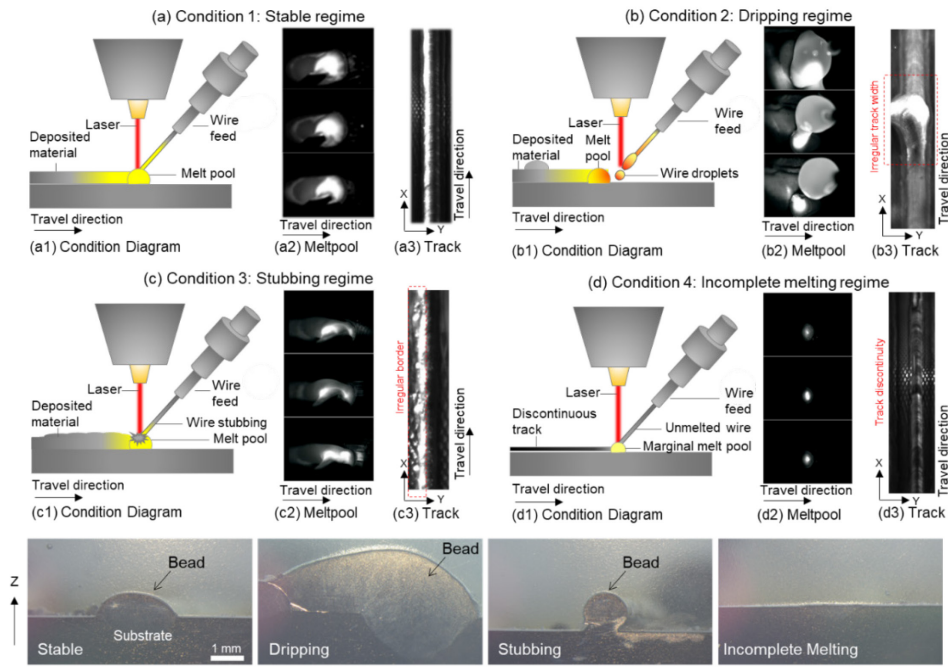 (a) Condition 1: Stable regime
Laser
Wire
feed
Deposited
material
Melt pool
Travel direction
(a1) Condition Diagram
Travel direction
(a2) Meltpool
X
Y
Travel direction
(a3) Track
(b) Condition 2: Dripping regime
Deposited
material
Laser
Melt
pool
Wire
feed
Wire droplets
Travel direction
(b1) Condition Diagram
Travel direction
(b2) Meltpool
Irregular track width
X
Y
Travel direction
(b3) Track
(c) Condition 3: Stubbing regime
Laser
Wire
feed
Deposited
material
Wire stubbing
Melt pool
Travel direction
(c1) Condition Diagram
Travel direction
(c2) Meltpool
Irregular border
X
Y
Travel direction
(c3) Track
(d) Condition 4: Incomplete melting regime
Laser
Wire
feed
Discontinuous
track
Unmelted wire
Marginal melt pool
Travel direction
(d1) Condition Diagram
Travel direction
(d2) Meltpool
Track discontinuity
X
Y
Travel direction
(d3) Track
Z
Bead
Substrate
Stable
1 mm
Bead
Dripping
Bead
Stubbing
Incomplete Melting